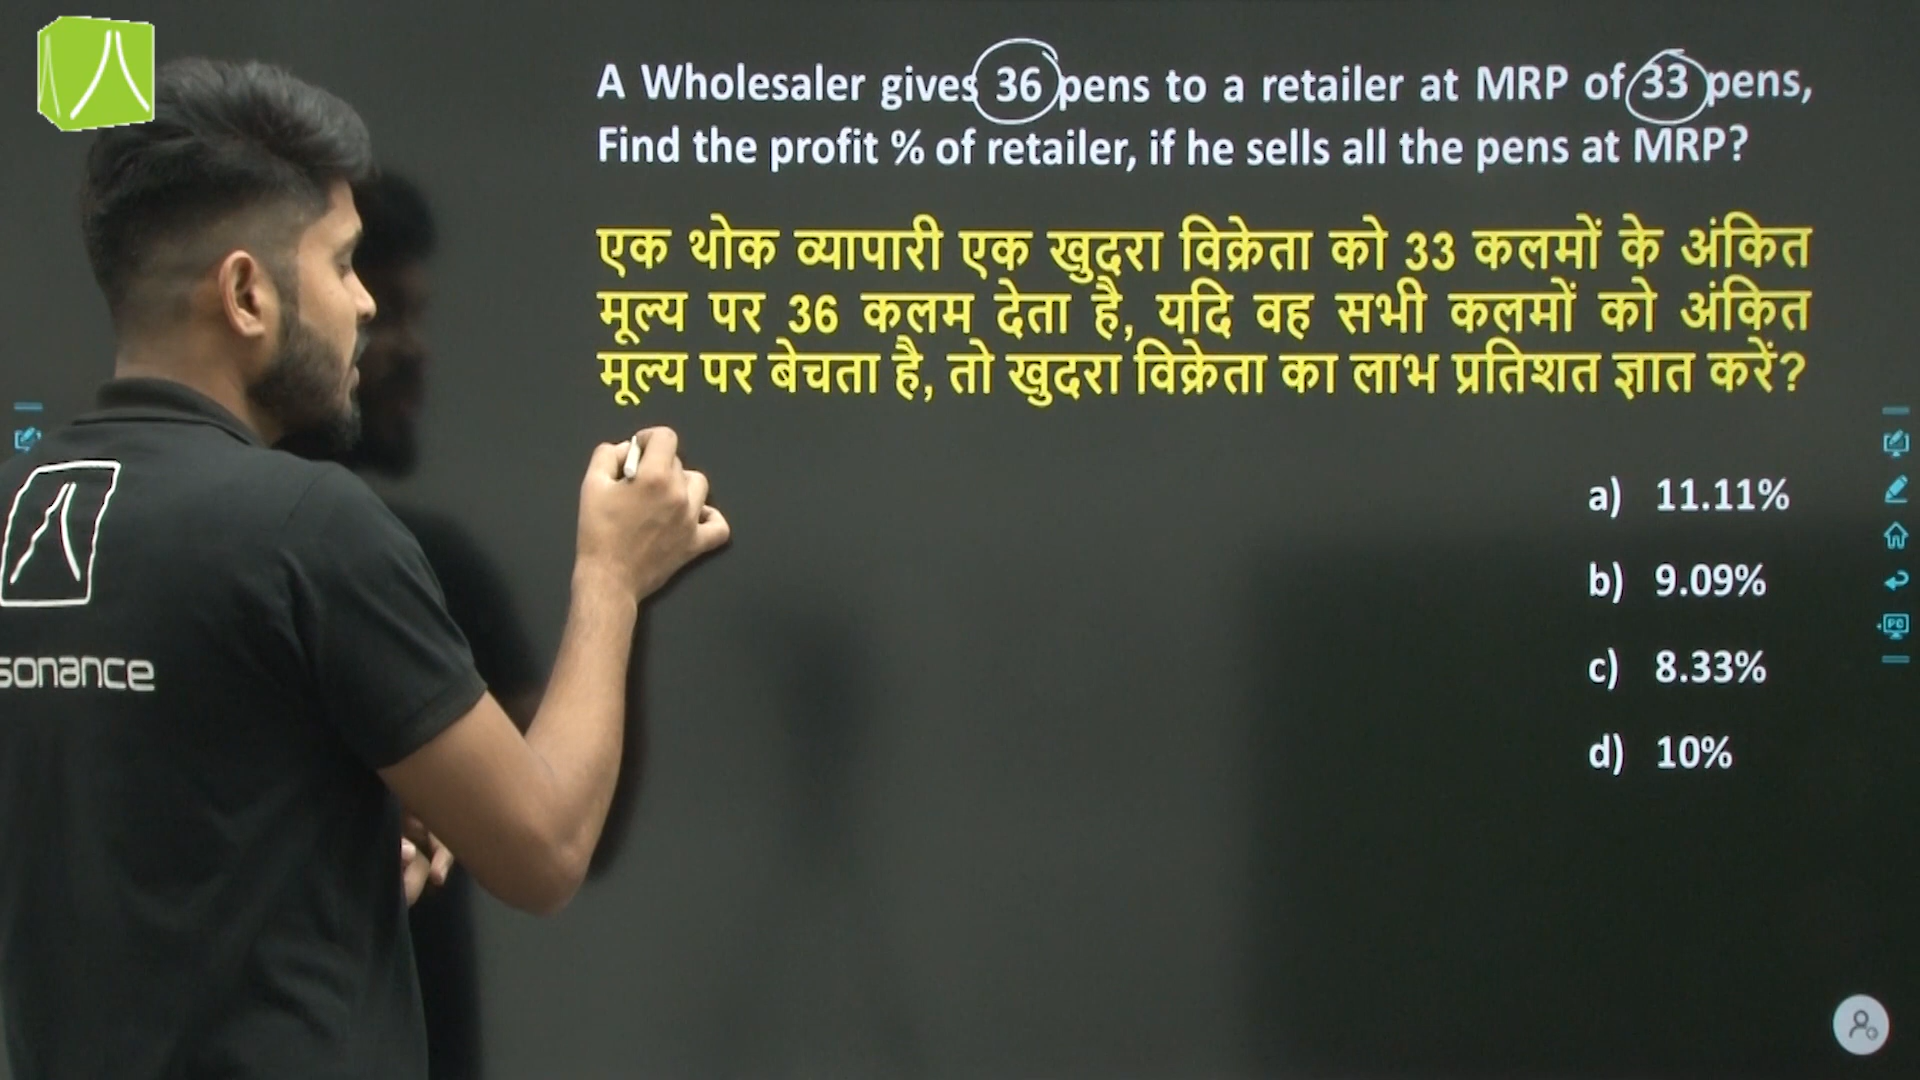 A Wholesaler gives 36 pens to a retailer at MRP of 33 pens,
Find the profit % of retailer, if he sells all the pens at MRP?
एक थोक व्यापारी एक खुदरा विक्रेता को 33 कलमों के अंकित
मूल्य पर 36 कलम देता है, यदि वह सभी कलमों को अंकित
मूल्य पर बेचता है, तो खुदरा विक्रेता का लाभ प्रतिशत ज्ञात करें?
a) 11.11%
b) 9.09%
c) 8.33%
d) 10%
sonance
PC